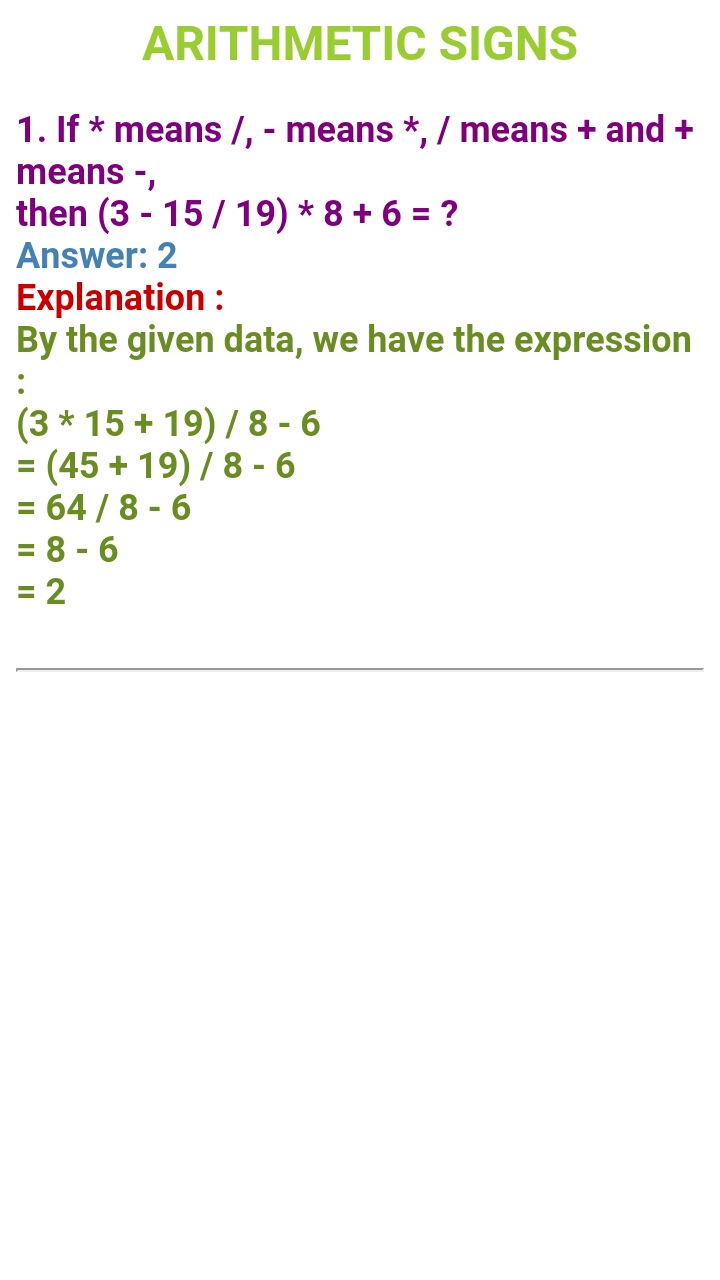 ARITHMETIC SIGNS
1. If * means /, - means *, / means + and +
means -,
then (3 - 15 / 19) * 8 + 6 = ?
Answer: 2
Explanation :
By the given data, we have the expression
:
(3 * 15 + 19) / 8 - 6
= (45 + 19) / 8 - 6
= 64 / 8 - 6
= 8 - 6
= 2